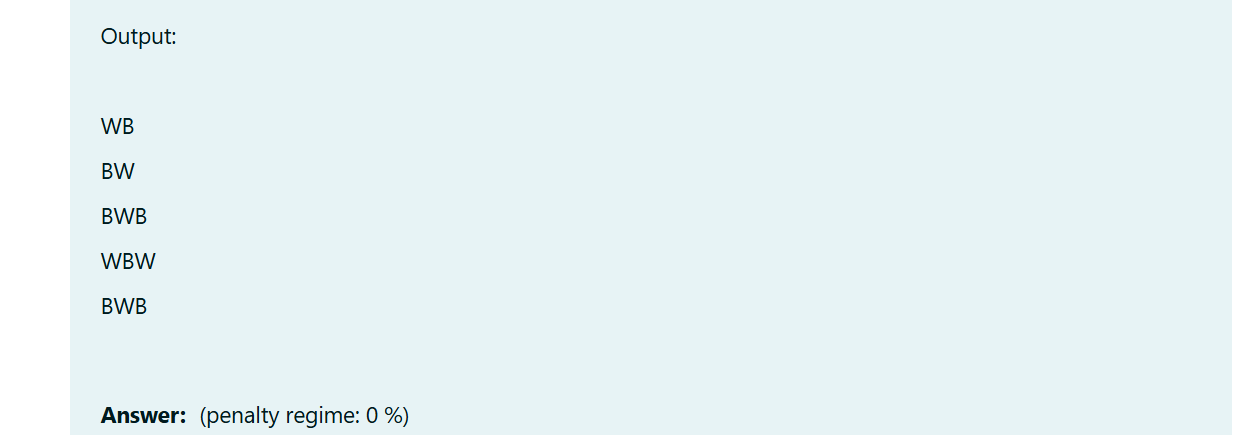 Output:
WB
BW
BWB
WBW
BWB
Answer: (penalty regime: 0 %)